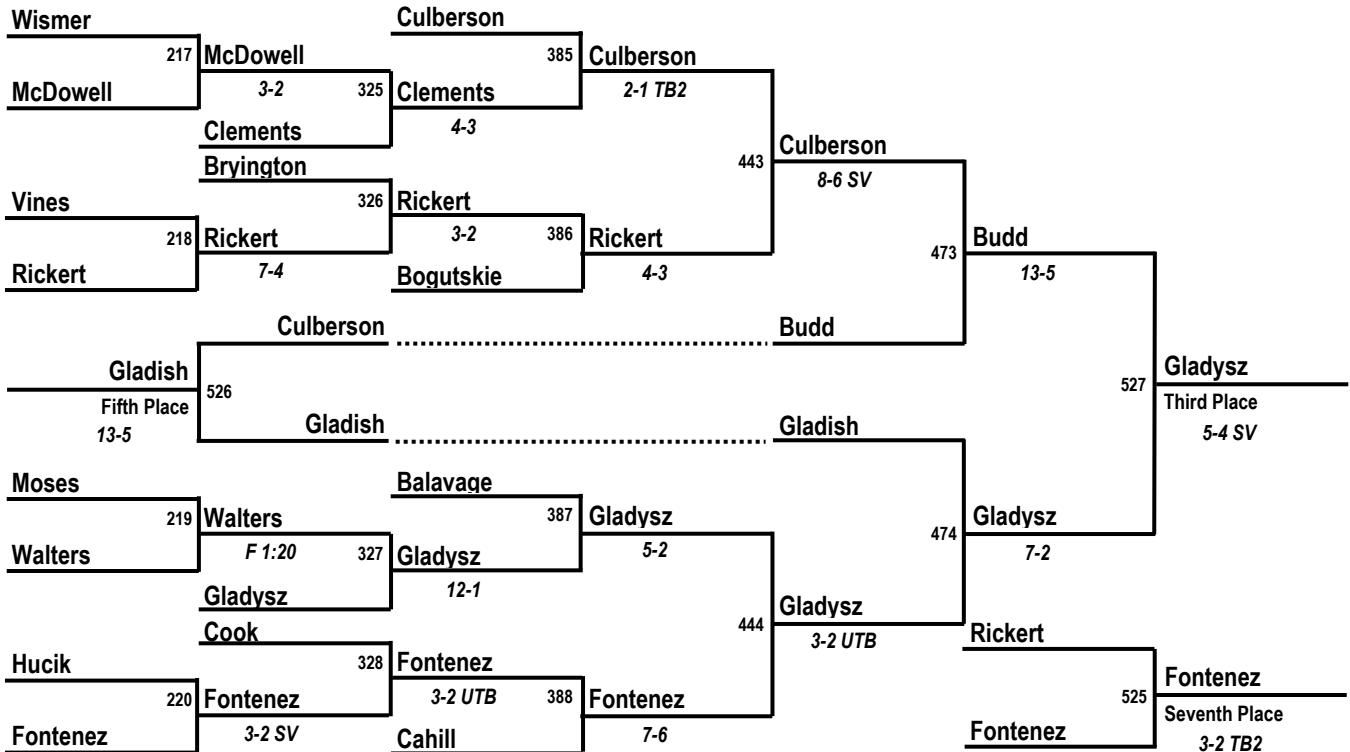 Wismer
Culberson
217 McDowell
385 Culberson
McDowell
3-2
325 Clements
2-1 TB2
Clements
4-3
Bryington
443 Culberson
8-6 SV
Vines
326 Rickert
218 Rickert
3-2
386 Rickert
473 Budd
Rickert
7-4
Bogutskie
4-3
13-5
Culberson
Budd
Gladish
526
Gladysz
527
Fifth Place
Third Place
13-5
Gladish
Gladish
5-4 SV
Moses
Balavage
219 Walters
387 Gladysz
474 Gladysz
Walters
F 1:20
327 Gladysz
5-2
7-2
Gladysz
12-1
Cook
444 Gladysz
Rickert
3-2 UTB
Hucik
328 Fontenez
Fontenez
220 Fontenez
3-2 UTB
388 Fontenez
525
Seventh Place
Fontenez
3-2 SV
Cahill
7-6
Fontenez
3-2 TB2